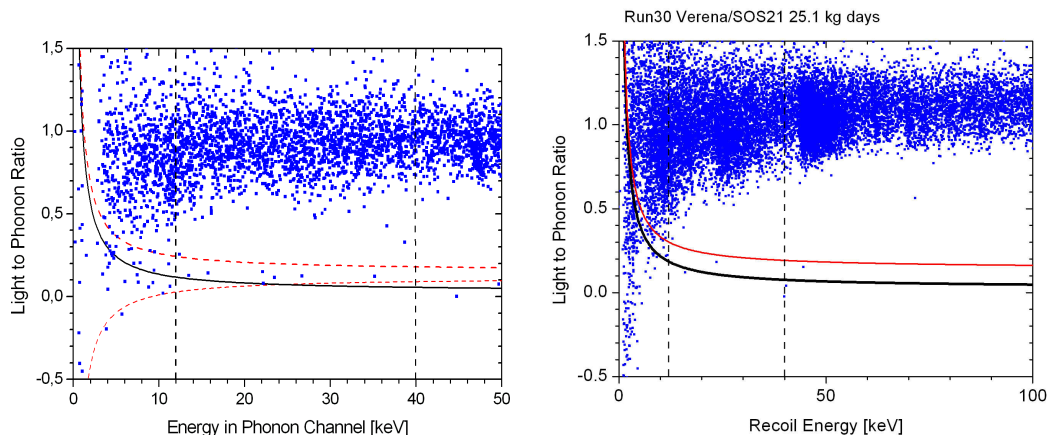 Run30 Verena/SOS21 25.1 kg days
1,5
1,0
0,5
0,0
-0,5
Light to Phonon Ratio
0 10 20 30 40 50
Energy in Phonon Channel [keV]
1.5
1.0
0.5
0.0
-0.5
Light to Phonon Ratio
0 50 100
Recoil Energy [keV]